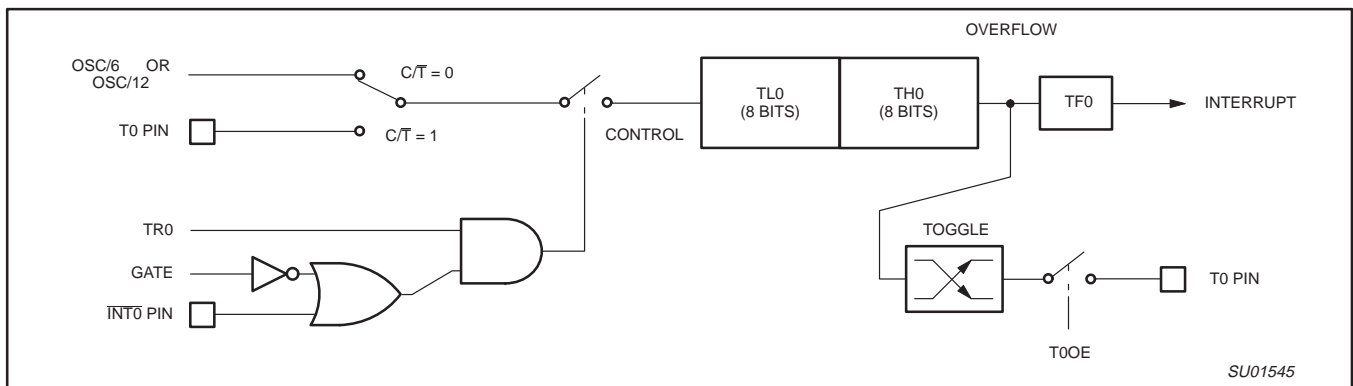 OVERFLOW
OSC/6 OR
OSC/12
C/T̅ = 0
TL0
(8 BITS)
TH0
(8 BITS)
TF0
INTERRUPT
T0 PIN
C/T̅ = 1
CONTROL
TR0
TOGGLE
GATE
T0 PIN
I̅N̅T̅0̅ PIN
T0OE
SU01545